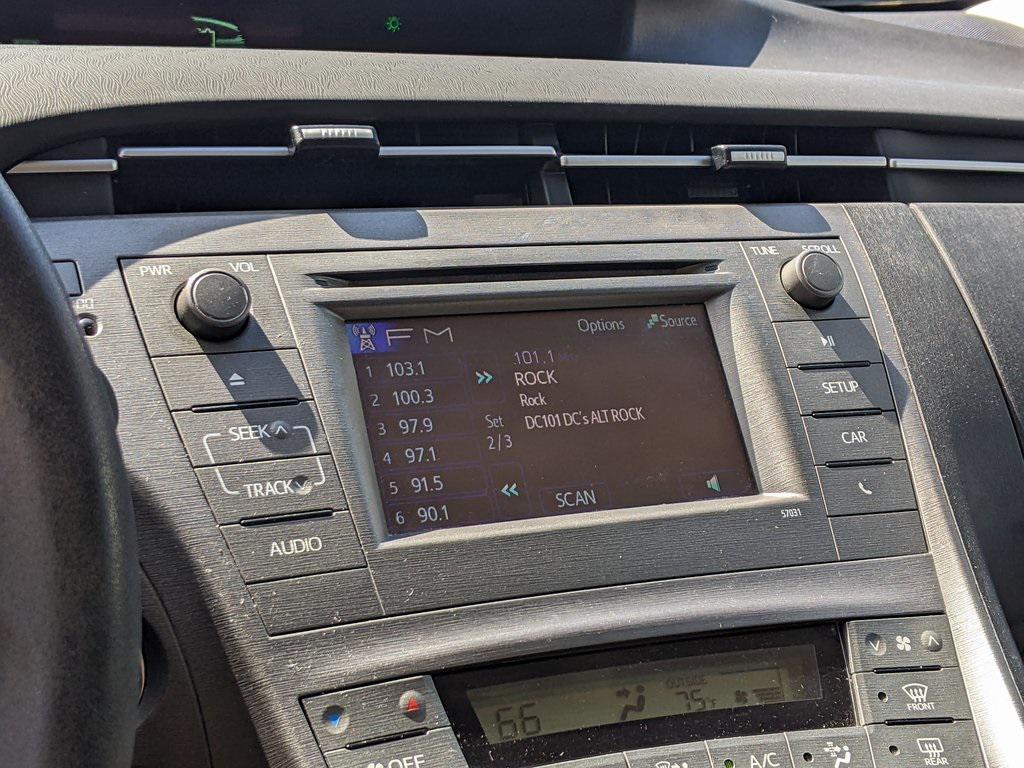 PWR VOL
TUNE SCROLL
FM Options Source
1 103.1
2 100.3
3 97.9
4 97.1
5 91.5
6 90.1
101.1
ROCK
Rock
Set DC101 DC's ALT ROCK
2/3
SCAN
SEEK
TRACK
AUDIO
SETUP
CAR
57031
OUTSIDE
66 75°F
FRONT
OFF
A/C
REAR